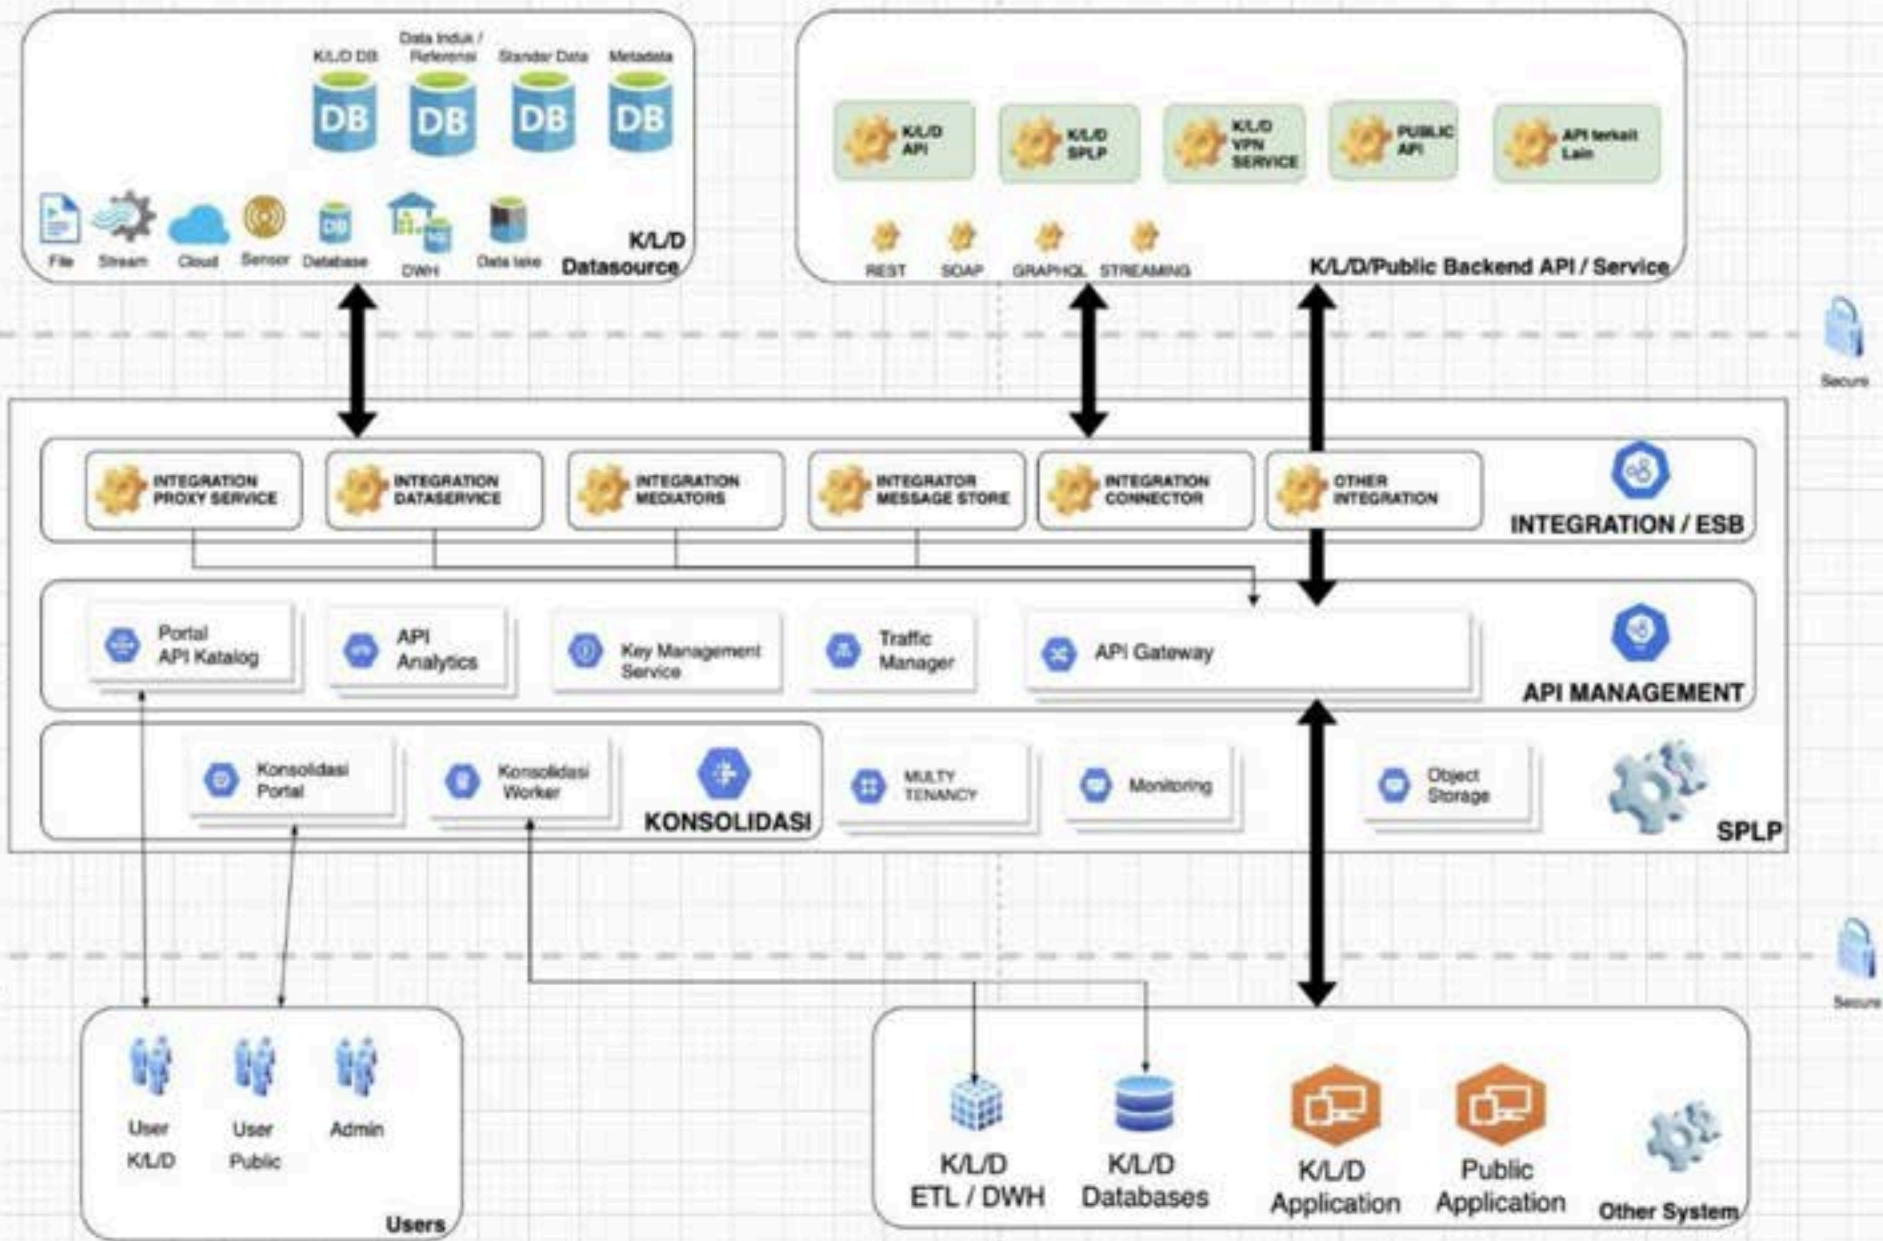 K/L/D DB
Data Induk /
Referensi
Standar Data
Metadata
DB
DB
DB
DB
File
Stream
Cloud
Sensor
DB
Database
DWH
Data lake
K/L/D
Datasource
K/L/D
API
K/L/D
SPLP
K/L/D
VPN
SERVICE
PUBLIC
API
API terkait
Lain
REST
SOAP
GRAPHQL
STREAMING
K/L/D/Public Backend API / Service
Secure
INTEGRATION
PROXY SERVICE
INTEGRATION
DATASERVICE
INTEGRATION
MEDIATORS
INTEGRATOR
MESSAGE STORE
INTEGRATION
CONNECTOR
OTHER
INTEGRATION
INTEGRATION / ESB
Portal
API Katalog
API
Analytics
Key Management
Service
Traffic
Manager
API Gateway
API MANAGEMENT
Konsolidasi
Portal
Konsolidasi
Worker
KONSOLIDASI
MULTY
TENANCY
Monitoring
Object
Storage
SPLP
Secure
User
K/L/D
User
Public
Admin
Users
K/L/D
ETL / DWH
K/L/D
Databases
K/L/D
Application
Public
Application
Other System